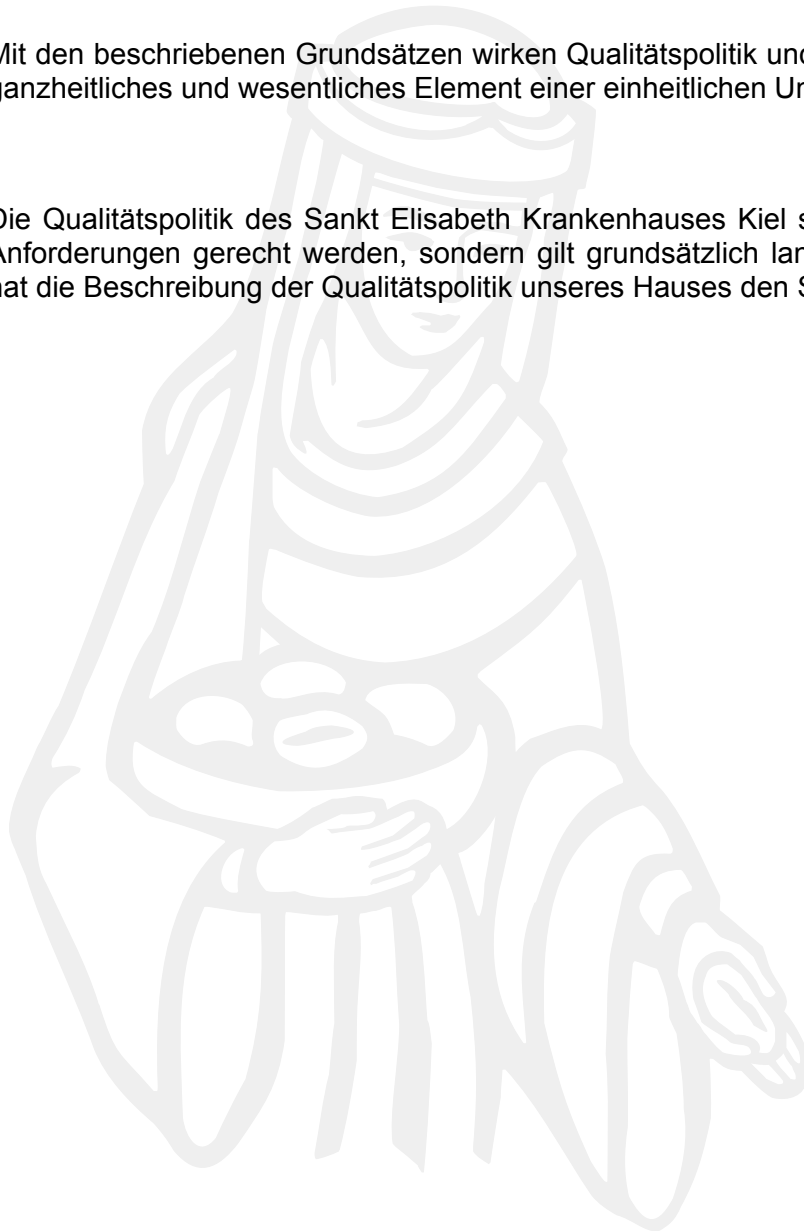 Mit den beschriebenen Grundsätzen wirken Qualitätspolitik und
ganzheitliches und wesentliches Element einer einheitlichen
Die Qualitätspolitik des Sankt Elisabeth Krankenhauses Kiel
Anforderungen gerecht werden, sondern gilt grundsätzlich
hat die Beschreibung der Qualitätspolitik unseres Hauses den